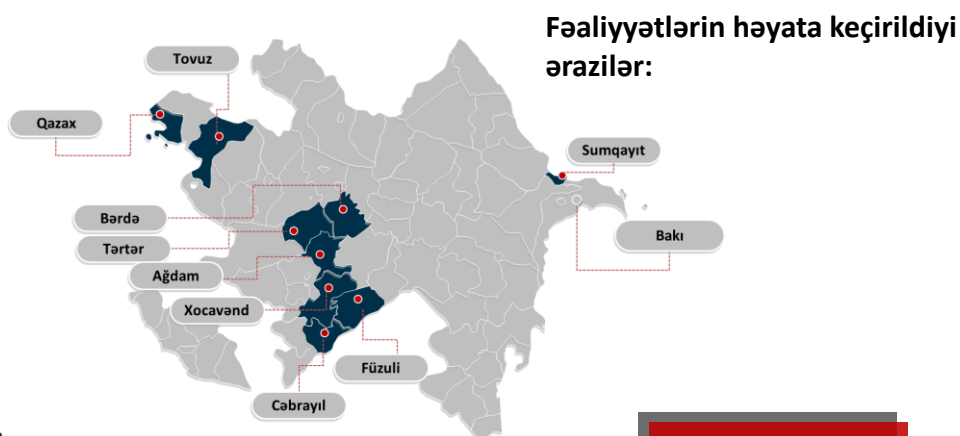 Fəaliyyətlərin həyata keçirildiyi
ərazilər:
Tovuz
Qazax
Sumqayıt
Bərdə
Bakı
Tərtər
Ağdam
Xocavənd
Füzuli
Cəbrayıl